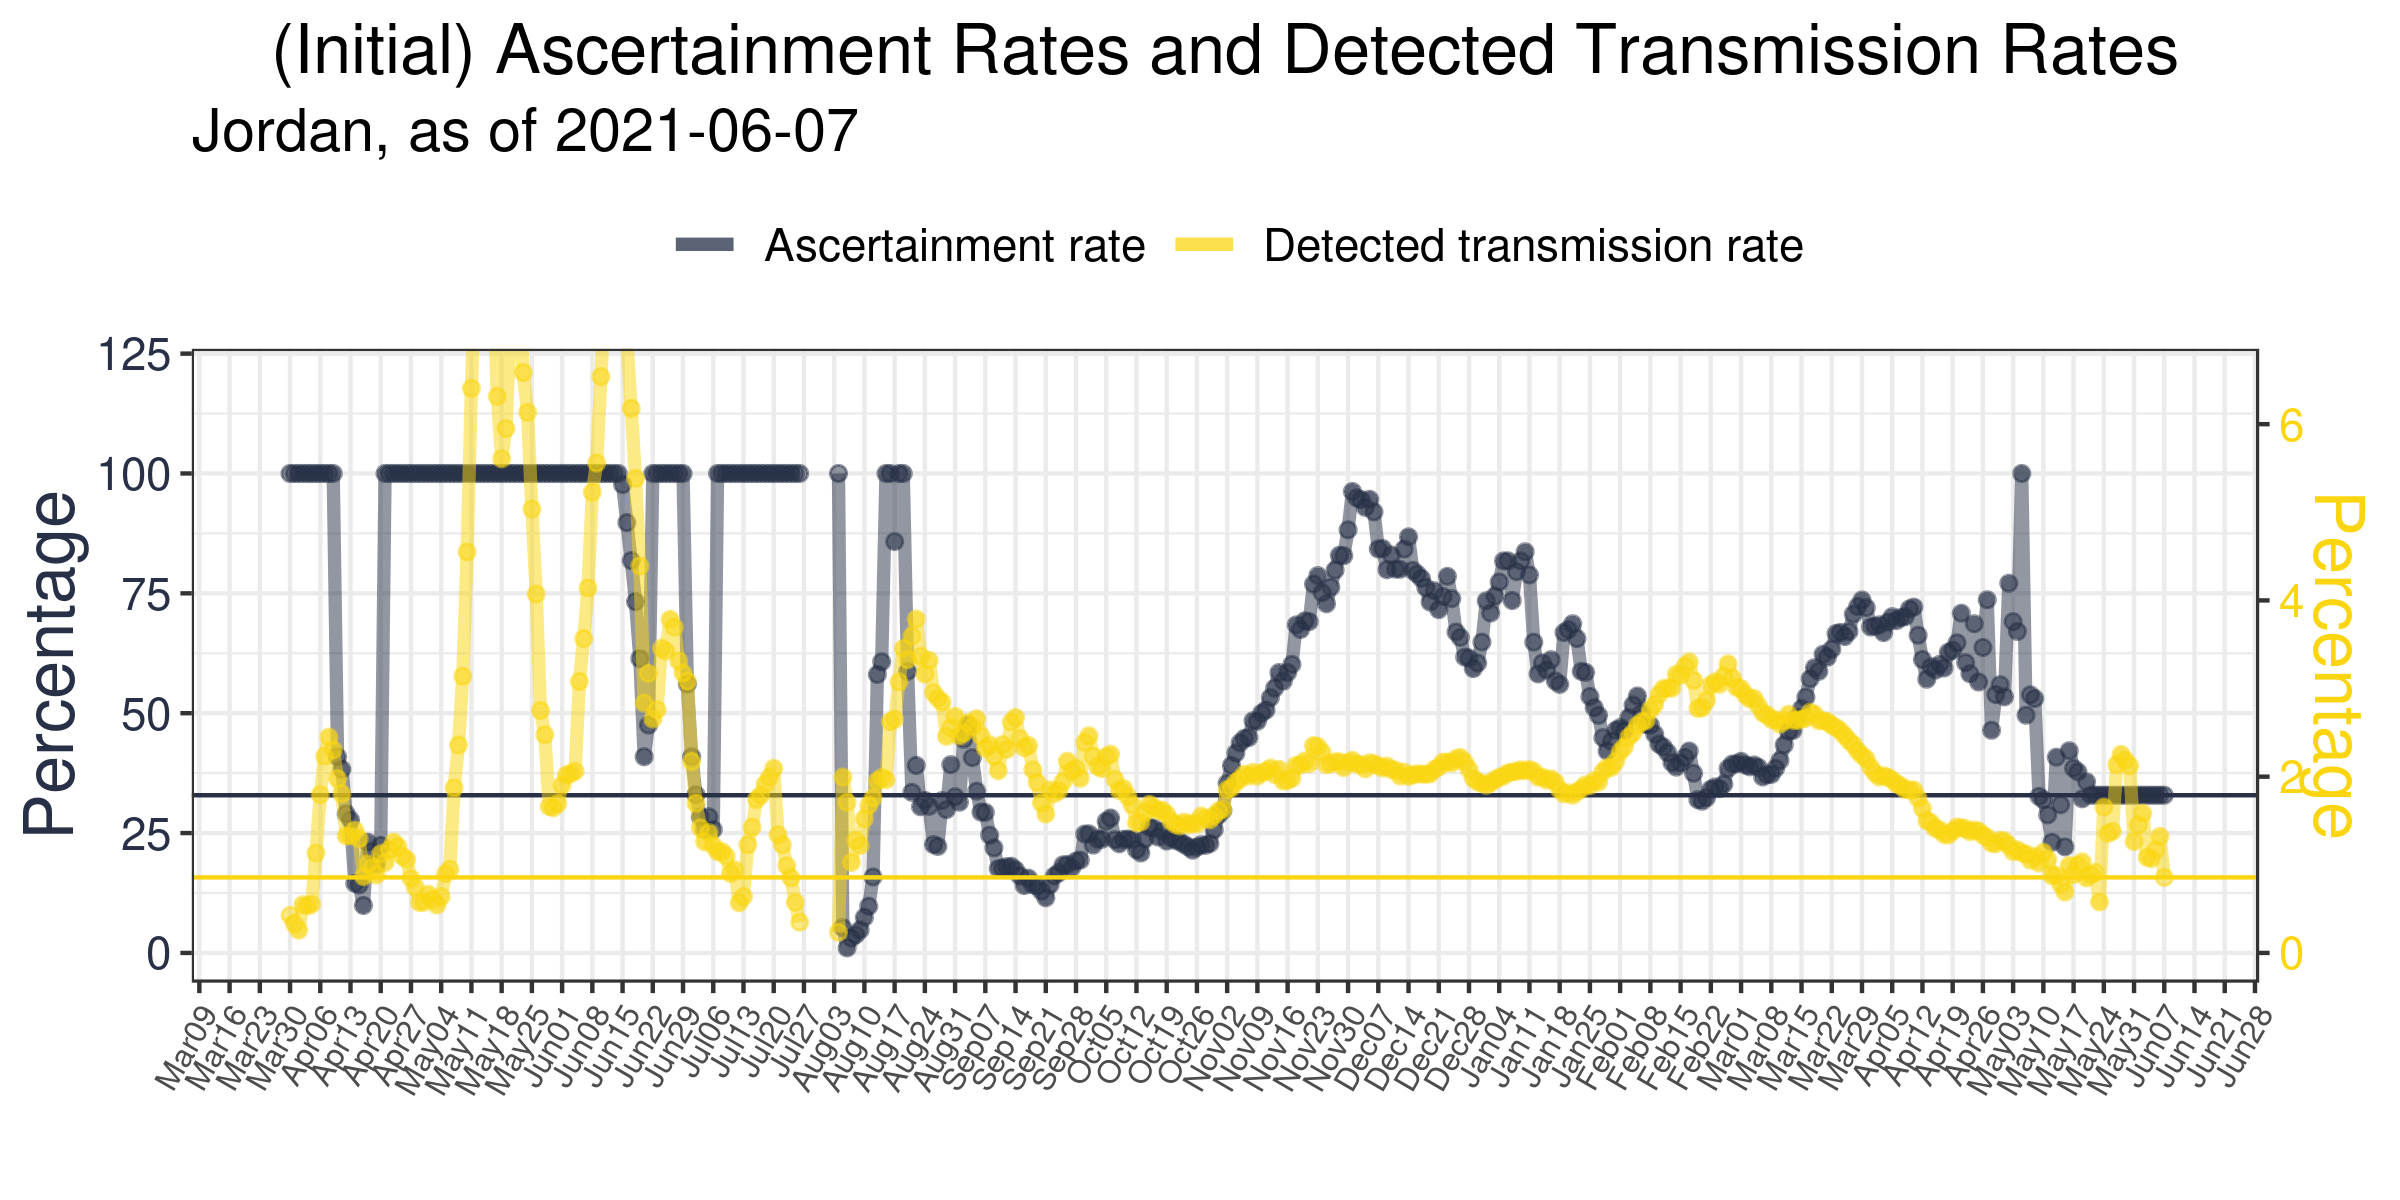 (Initial) Ascertainment Rates and Detected Transmission Rates
Jordan, as of 2021-06-07
Ascertainment rate
Detected transmission rate
Percentage
125
100
75
50
25
0
6
4
2
0
Percentage
Mar09
Mar16
Mar23
Mar30
Apr06
Apr13
Apr20
Apr27
May04
May11
May18
May25
Jun01
Jun08
Jun15
Jun22
Jun29
Jul06
Jul13
Jul20
Jul27
Aug03
Aug10
Aug17
Aug24
Aug31
Sep07
Sep14
Sep21
Sep28
Oct05
Oct12
Oct19
Oct26
Nov02
Nov09
Nov16
Nov23
Nov30
Dec07
Dec14
Dec21
Dec28
Jan04
Jan11
Jan18
Jan25
Feb01
Feb08
Feb15
Feb22
Mar01
Mar08
Mar15
Mar22
Mar29
Apr05
Apr12
Apr19
Apr26
May03
May10
May17
May24
May31
Jun07
Jun14
Jun21
Jun28